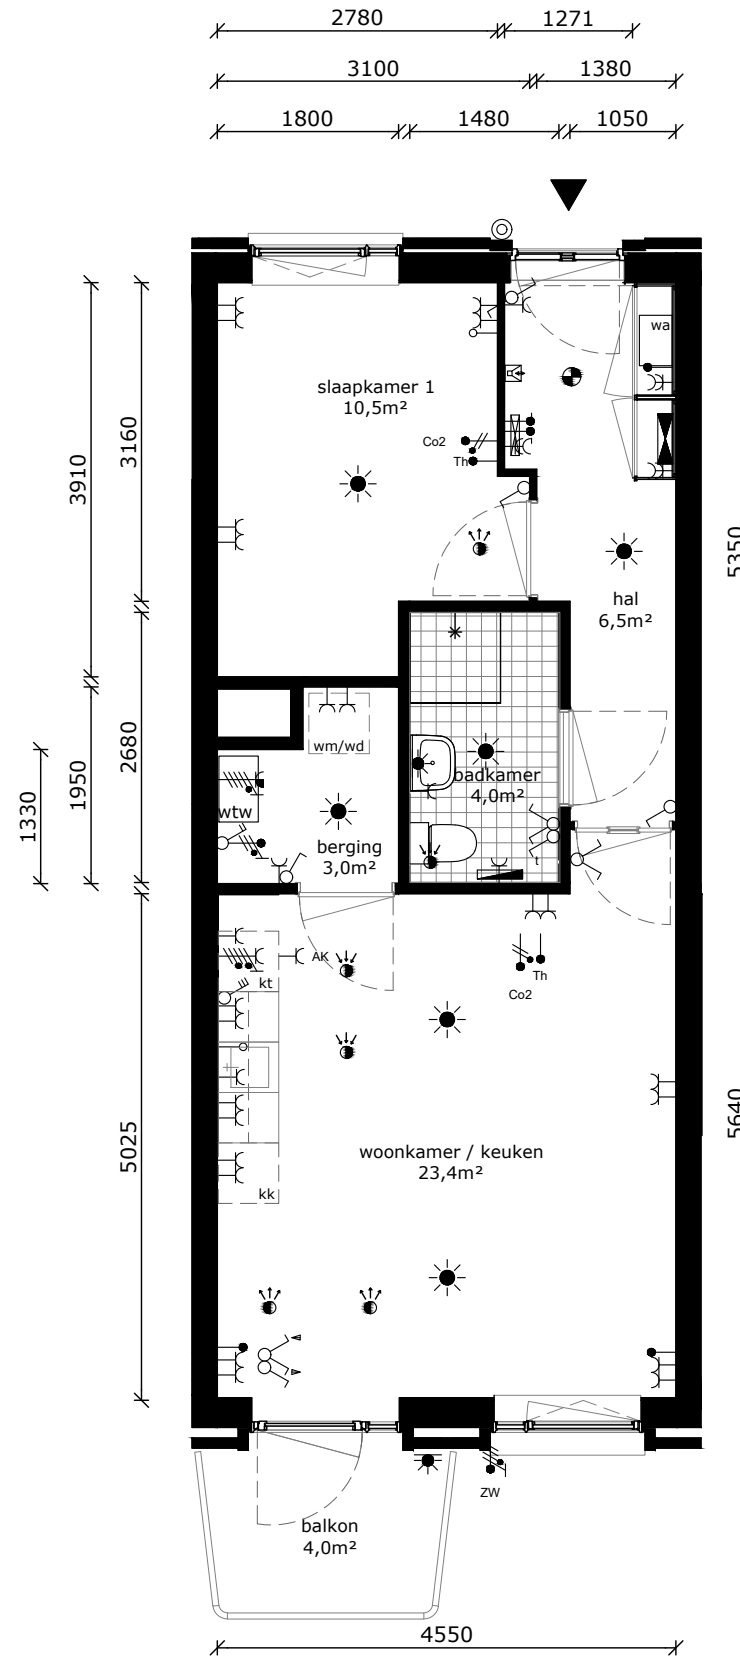 2780
1271
3100
1380
1800
1480
1050
wa
slaapkamer 1
10,5m²
3160
3910
Co2
Th
5350
hal
6,5m²
2680
1950
1330
wm/wd
badkamer
4,0m²
wtw
berging
3,0m²
t
AK
kt
Th
Co2
5640
5025
woonkamer / keuken
23,4m²
kk
ZW
balkon
4,0m²
4550